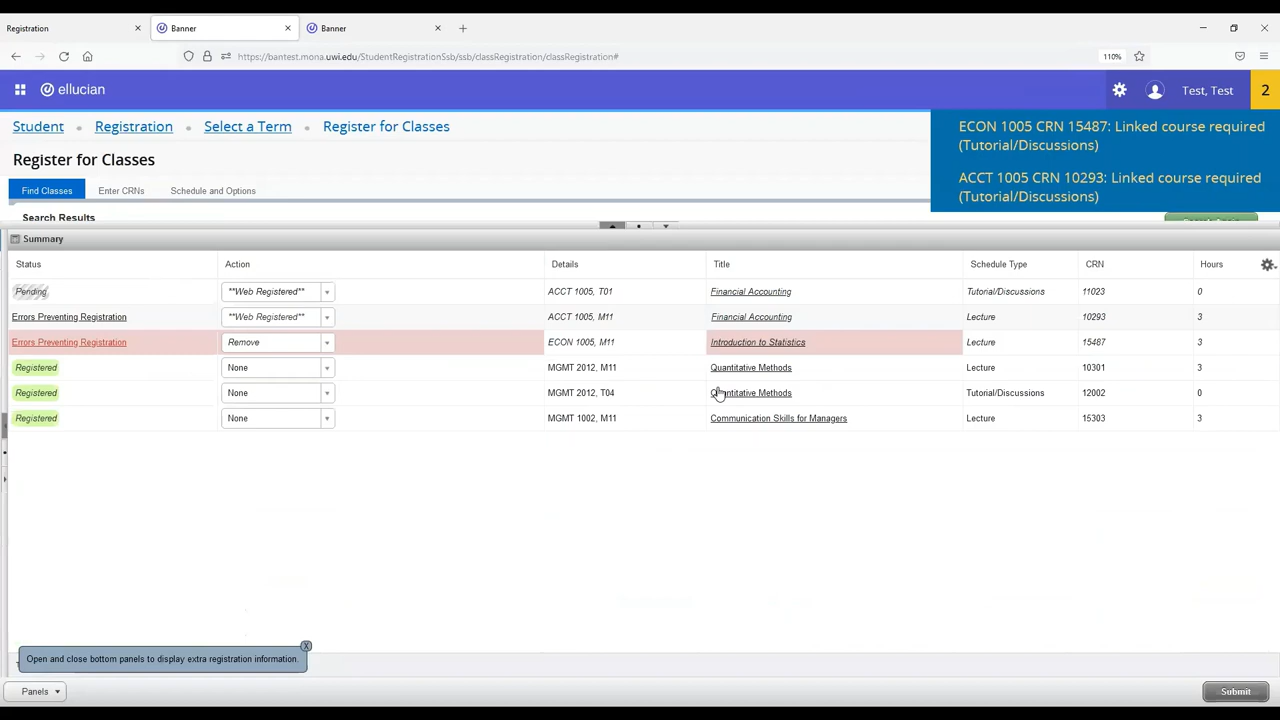 Registration
Banner
Banner
https://bantest.mona.uwi.edu/StudentRegistrationSsb/ssb/classRegistration/classRegistration#
110%
ellucian
Test, Test
2
Student
Registration
Select a Term
Register for Classes
ECON 1005 CRN 15487: Linked course required
(Tutorial/Discussions)
Register for Classes
ACCT 1005 CRN 10293: Linked course required
(Tutorial/Discussions)
Find Classes
Enter CRNs
Schedule and Options
Search Results
Summary
Status Action Details Title Schedule Type CRN Hours
Pending **Web Registered** ACCT 1005, T01 Financial Accounting Tutorial/Discussions 11023 0
Errors Preventing Registration **Web Registered** ACCT 1005, M11 Financial Accounting Lecture 10293 3
Errors Preventing Registration Remove ECON 1005, M11 Introduction to Statistics Lecture 15487 3
Registered None MGMT 2012, M11 Quantitative Methods Lecture 10301 3
Registered None MGMT 2012, T04 Quantitative Methods Tutorial/Discussions 12002 0
Registered None MGMT 1002, M11 Communication Skills for Managers Lecture 15303 3
X
Open and close bottom panels to display extra registration information.
Panels
Submit